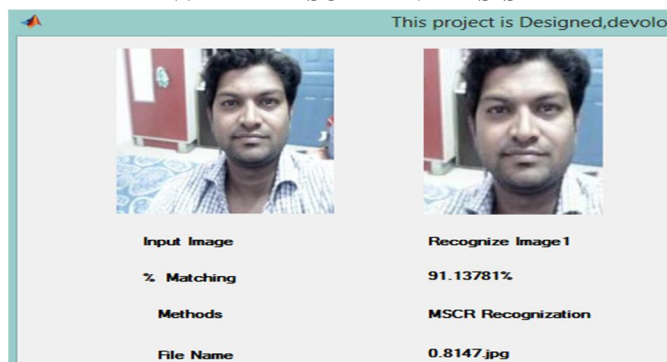 This project is Designed,devolo
Input Image Recognize Image1
% Matching 91.13781%
Methods MSCR Recognization
File Name 0.8147.jpg